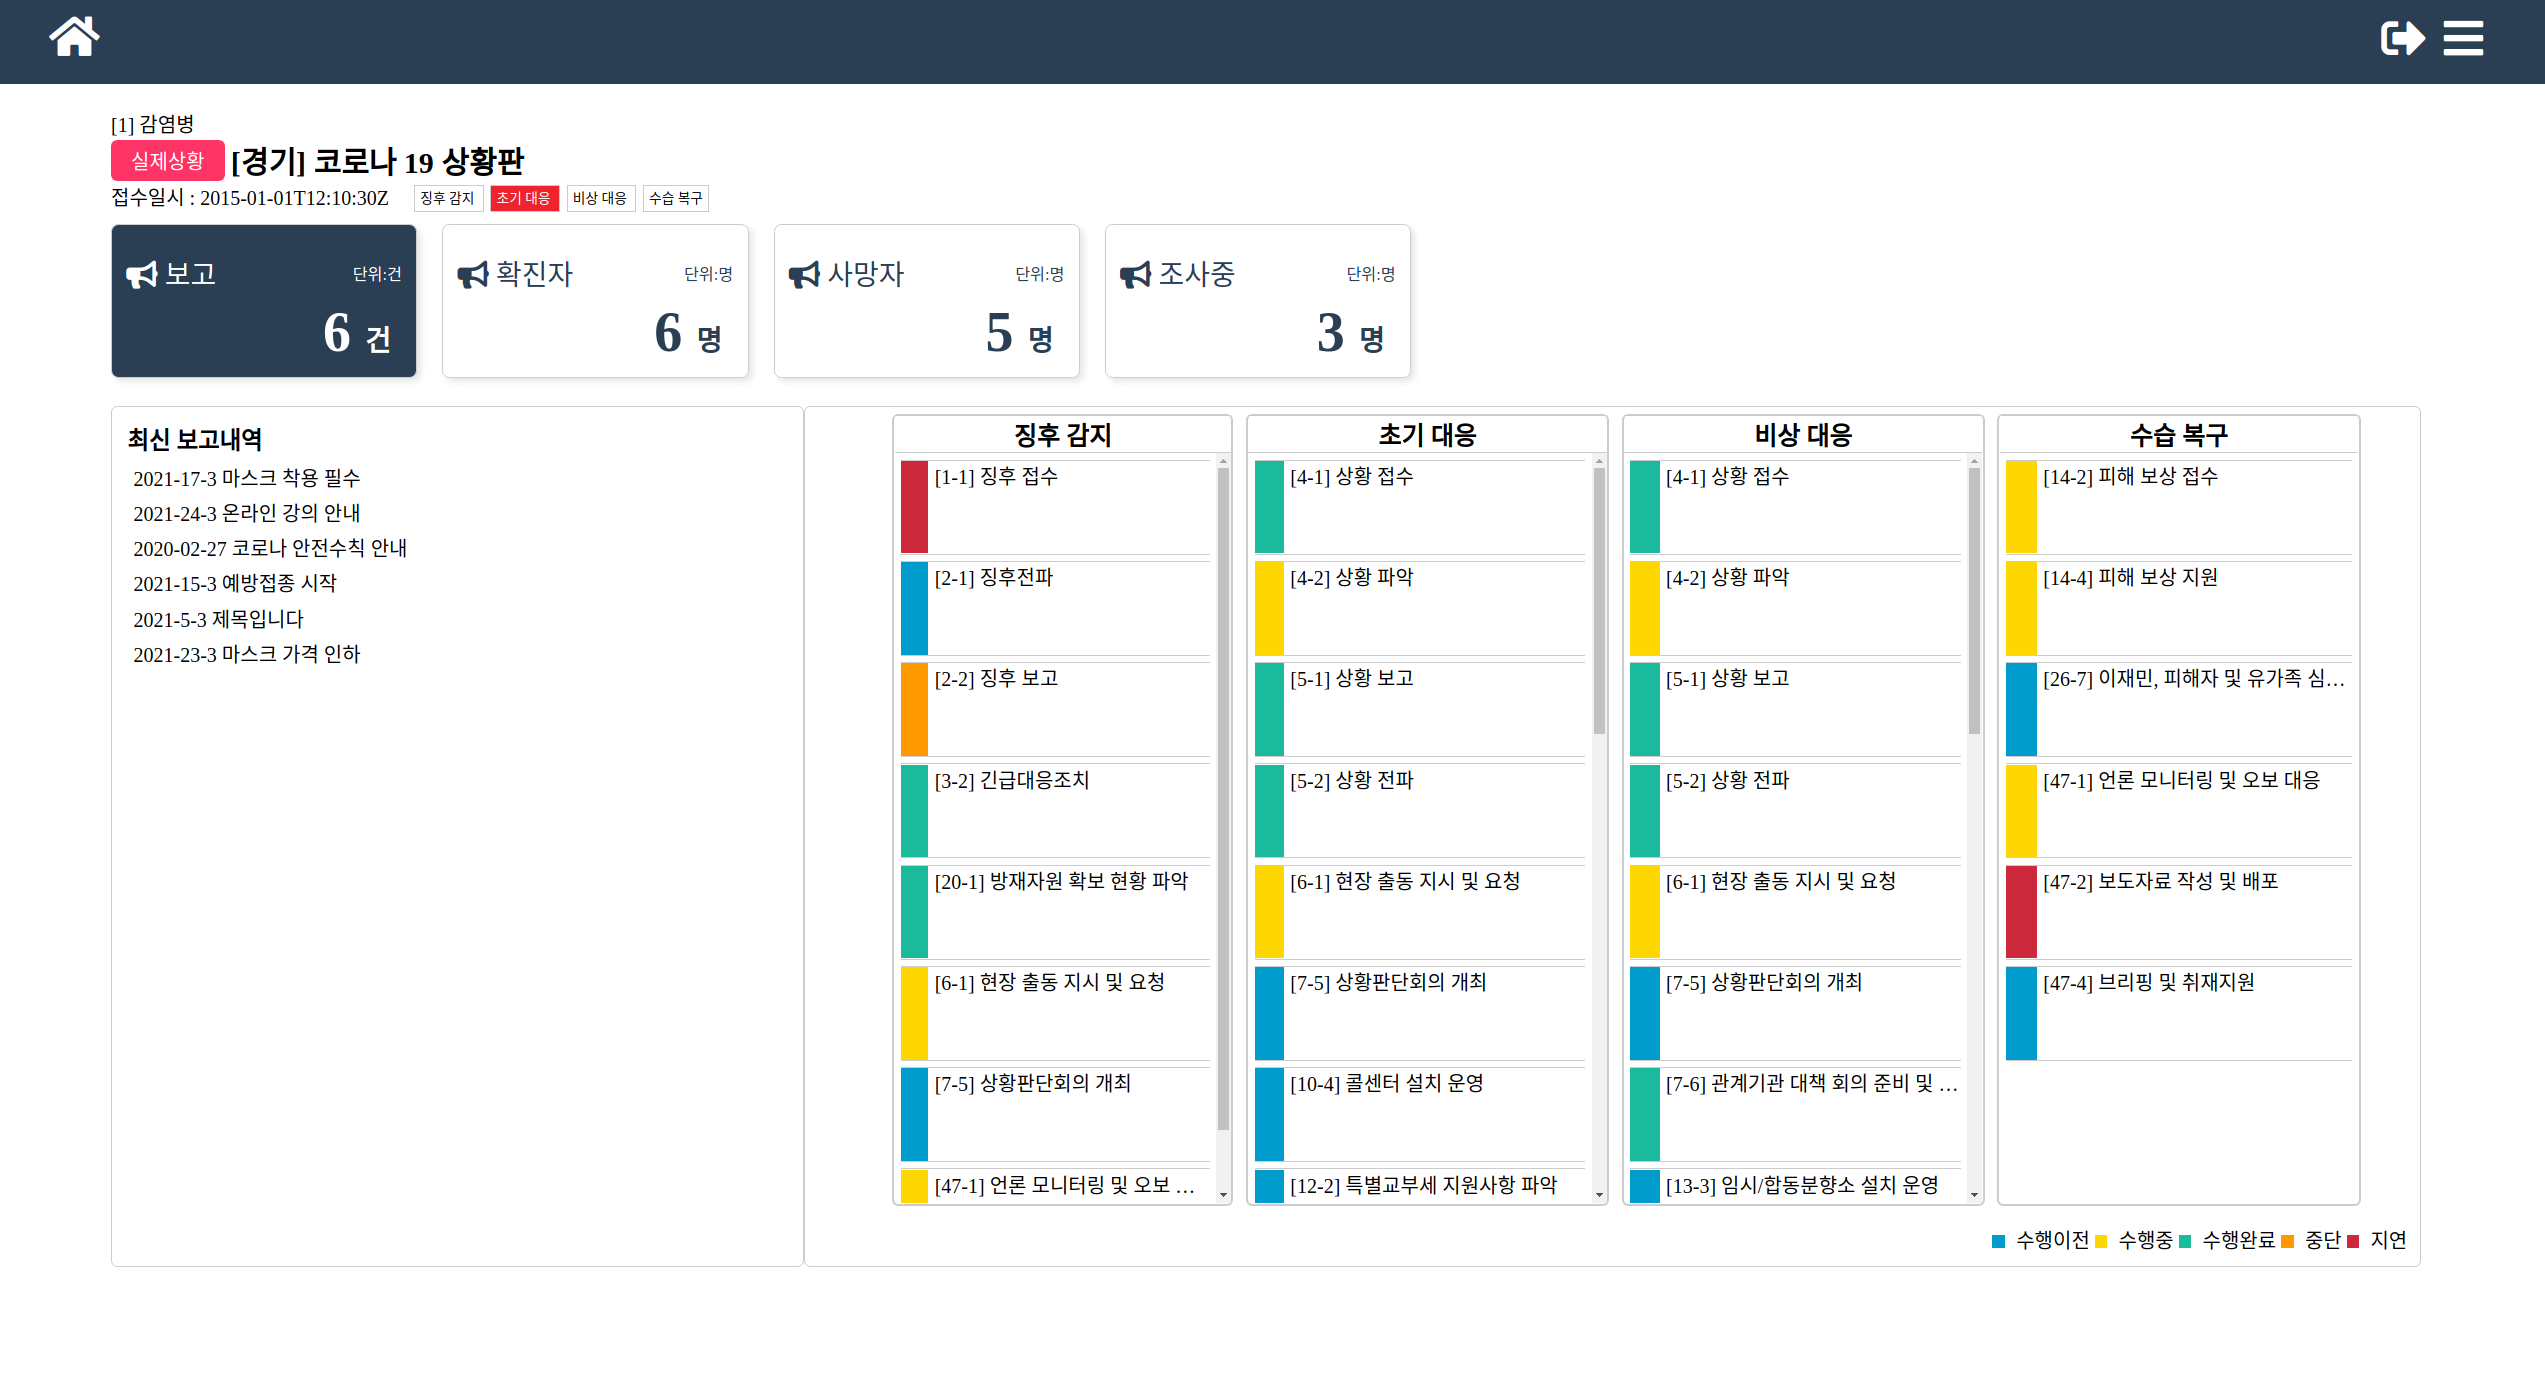 [1] 감염병
실제상황 [경기] 코로나 19 상황판
접수일시 : 2015-01-01T12:10:30Z 징후 감지 초기 대응 비상 대응 수습 복구
보고 단위:건
6 건
확진자 단위:명
6 명
사망자 단위:명
5 명
조사중 단위:명
3 명
최신 보고내역
2021-17-3 마스크 착용 필수
2021-24-3 온라인 강의 안내
2020-02-27 코로나 안전수칙 안내
2021-15-3 예방접종 시작
2021-5-3 제목입니다
2021-23-3 마스크 가격 인하
징후 감지
[1-1] 징후 접수
[2-1] 징후전파
[2-2] 징후 보고
[3-2] 긴급대응조치
[20-1] 방재자원 확보 현황 파악
[6-1] 현장 출동 지시 및 요청
[7-5] 상황판단회의 개최
[47-1] 언론 모니터링 및 오보 …
초기 대응
[4-1] 상황 접수
[4-2] 상황 파악
[5-1] 상황 보고
[5-2] 상황 전파
[6-1] 현장 출동 지시 및 요청
[7-5] 상황판단회의 개최
[10-4] 콜센터 설치 운영
[12-2] 특별교부세 지원사항 파악
비상 대응
[4-1] 상황 접수
[4-2] 상황 파악
[5-1] 상황 보고
[5-2] 상황 전파
[6-1] 현장 출동 지시 및 요청
[7-5] 상황판단회의 개최
[7-6] 관계기관 대책 회의 준비 및 …
[13-3] 임시/합동분향소 설치 운영
수습 복구
[14-2] 피해 보상 접수
[14-4] 피해 보상 지원
[26-7] 이재민, 피해자 및 유가족 심…
[47-1] 언론 모니터링 및 오보 대응
[47-2] 보도자료 작성 및 배포
[47-4] 브리핑 및 취재지원
수행이전 수행중 수행완료 중단 지연